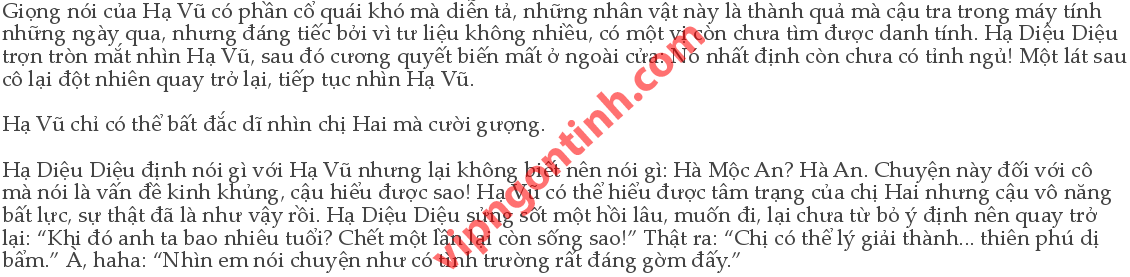 Giọng nói của Hạ Vũ có phần cổ quái khó mà diễn tả, những nhân vật này là thành quả mà cậu tra trong máy tính
những ngày qua, nhưng đáng tiếc bởi vì tư liệu không nhiều, có một vị còn chưa tìm được danh tính. Hạ Diệu Diệu
trợn tròn mắt nhìn Hạ Vũ, sau đó cương quyết biến mất ở ngoài cửa. Nó nhất định còn chưa có tỉnh ngủ! Một lát sau
cô lại đột nhiên quay trở lại, tiếp tục nhìn Hạ Vũ.
Hạ Vũ chỉ có thể bất đắc dĩ nhìn chị Hai mà cười gượng.
Hạ Diệu Diệu định nói gì với Hạ Vũ nhưng lại không biết nên nói gì: Hà Mộc An? Hà An. Chuyện này đối với cô
mà nói là vấn đề kinh khủng, cậu hiểu được sao! Hạ Vũ có thể hiểu được tâm trạng của chị Hai nhưng cậu vô năng
bất lực, sự thật đã là như vậy rồi. Hạ Diệu Diệu sửng sốt một hồi lâu, muốn đi, lại chưa từ bỏ ý định nên quay trở
lại: “Khi đó anh ta bao nhiêu tuổi? Chết một lần lại còn sống sao!” Thật ra: “Chị có thể lý giải thành... thiên phú dị
bẩm.” À, haha: “Nhìn em nói chuyện như có tính trường rất đáng gờm đấy.”
vipngontinh.com